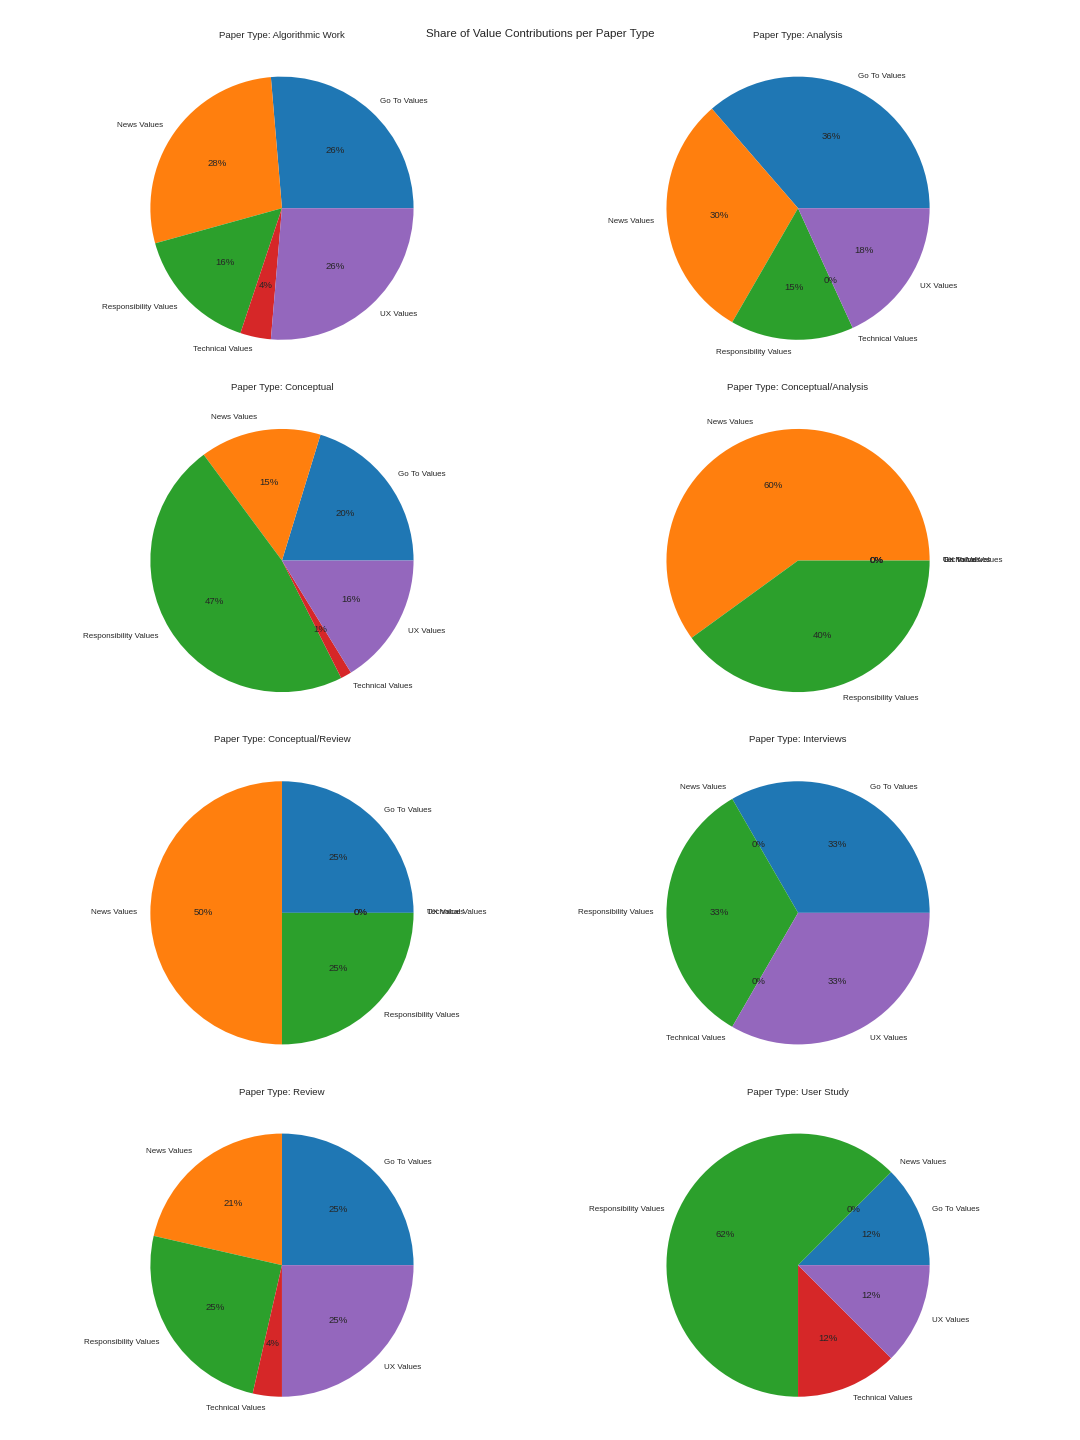 Share of Value Contributions per Paper Type
Paper Type: Algorithmic Work
Go To Values
News Values
26%
28%
16%
26%
4%
Responsibility Values
UX Values
Technical Values
Paper Type: Analysis
Go To Values
36%
News Values
30%
18%
0%
15%
UX Values
Technical Values
Responsibility Values
Paper Type: Conceptual
News Values
Go To Values
15%
20%
47%
16%
1%
Responsibility Values
UX Values
Technical Values
Paper Type: Conceptual/Analysis
News Values
60%
0%
40%
Responsibility Values
Paper Type: Conceptual/Review
Go To Values
25%
News Values
50%
0%
Technical Values
UX Values
25%
Responsibility Values
Paper Type: Interviews
News Values
Go To Values
0%
33%
Responsibility Values
33%
0%
33%
Technical Values
UX Values
Paper Type: Review
News Values
Go To Values
21%
25%
25%
25%
4%
Responsibility Values
UX Values
Technical Values
Paper Type: User Study
News Values
Go To Values
Responsibility Values
0%
62%
12%
12%
12%
UX Values
Technical Values